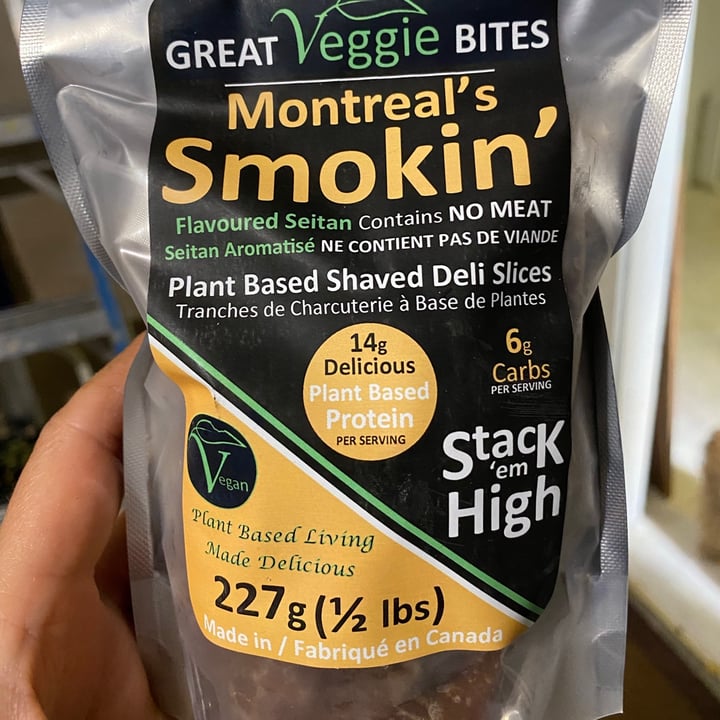 GREAT Veggie BITES
Montreal's
Smokin'
Flavoured Seitan Contains NO MEAT
Seitan Aromatisé NE CONTIENT PAS DE VIANDE
Plant Based Shaved Deli Slices
Tranches de Charcuterie à Base de Plantes
14g
Delicious
Plant Based
Protein
PER SERVING
6g
Carbs
PER SERVING
Stack
'em
High
Vegan
Plant Based Living
Made Delicious
227g (½ lbs)
Made in / Fabriqué en Canada